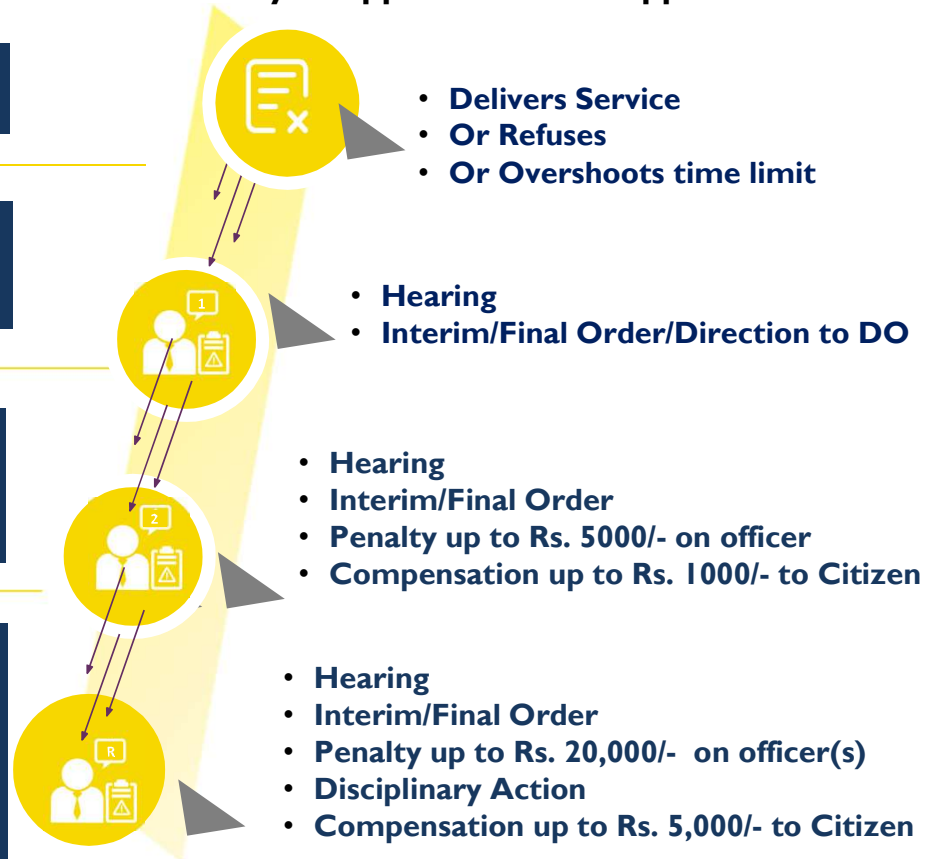 • Delivers Service
• Or Refuses
• Or Overshoots time limit
1
• Hearing
• Interim/Final Order/Direction to DO
• Hearing
• Interim/Final Order
2
• Penalty up to Rs. 5000/- on officer
• Compensation up to Rs. 1000/- to Citizen
• Hearing
• Interim/Final Order
R
• Penalty up to Rs. 20,000/- on officer(s)
• Disciplinary Action
• Compensation up to Rs. 5,000/- to Citizen